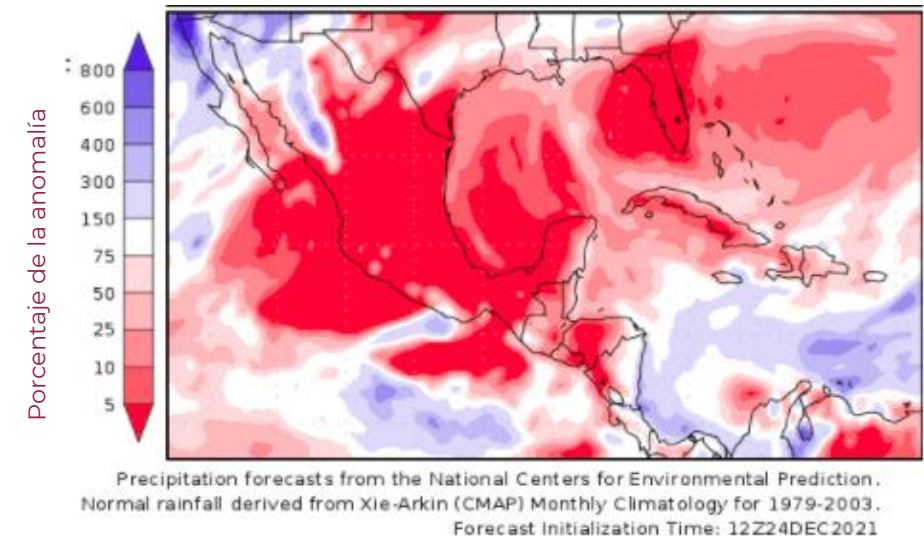 Porcentaje de la anomalía
800
600
400
300
150
75
50
25
10
5
Precipitation forecasts from the National Centers for Environmental Prediction.
Normal rainfall derived from Xie-Arkin (CMAP) Monthly Climatology for 1979-2003.
Forecast Initialization Time: 12Z24DEC2021